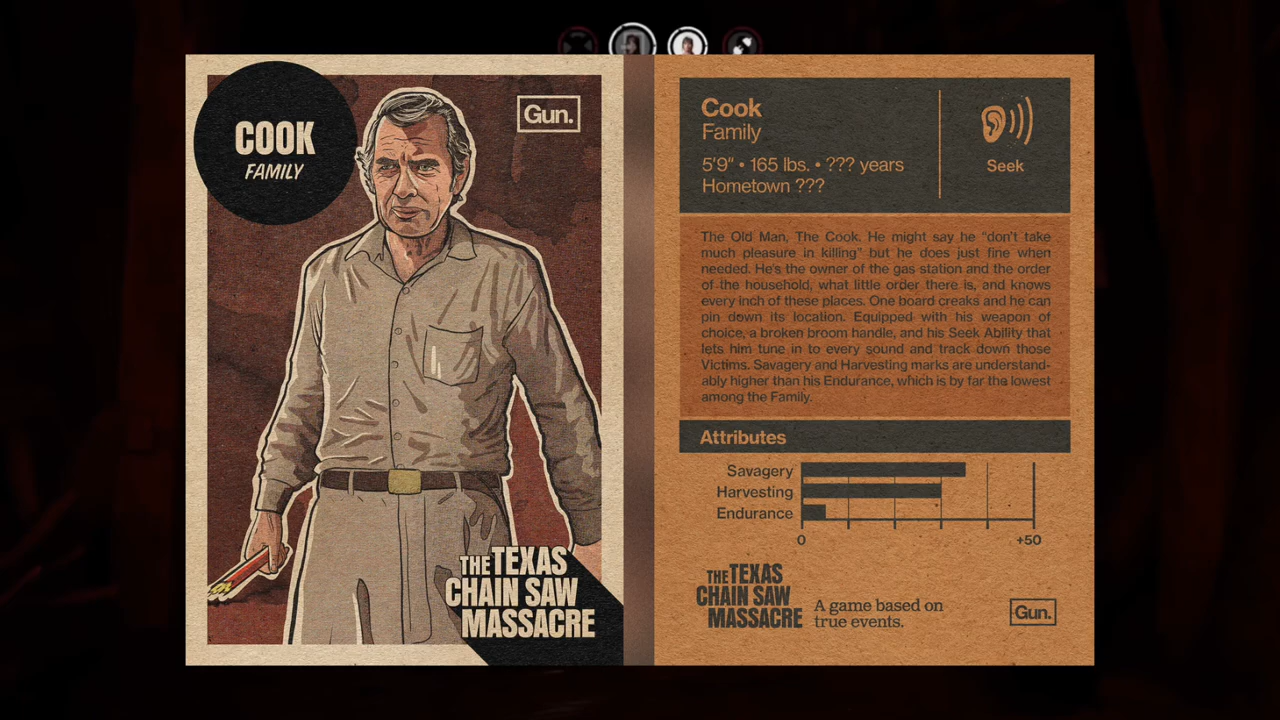 COOK
FAMILY
Gun.
THE TEXAS
CHAIN SAW
MASSACRE
Cook
Family
5'9" • 165 lbs. • ??? years
Hometown ???
Seek
The Old Man, The Cook. He might say he "don't take
much pleasure in killing" but he does just fine when
needed. He's the owner of the gas station and the order
of the household, what little order there is, and knows
every inch of these places. One board creaks and he can
pin down its location. Equipped with his weapon of
choice, a broken broom handle, and his Seek Ability that
lets him tune in to every sound and track down those
Victims. Savagery and Harvesting marks are understand-
ably higher than his Endurance, which is by far the lowest
among the Family.
Attributes
Savagery
Harvesting
Endurance
0
+50
THE TEXAS
CHAIN SAW
MASSACRE
A game based on
true events.
Gun.